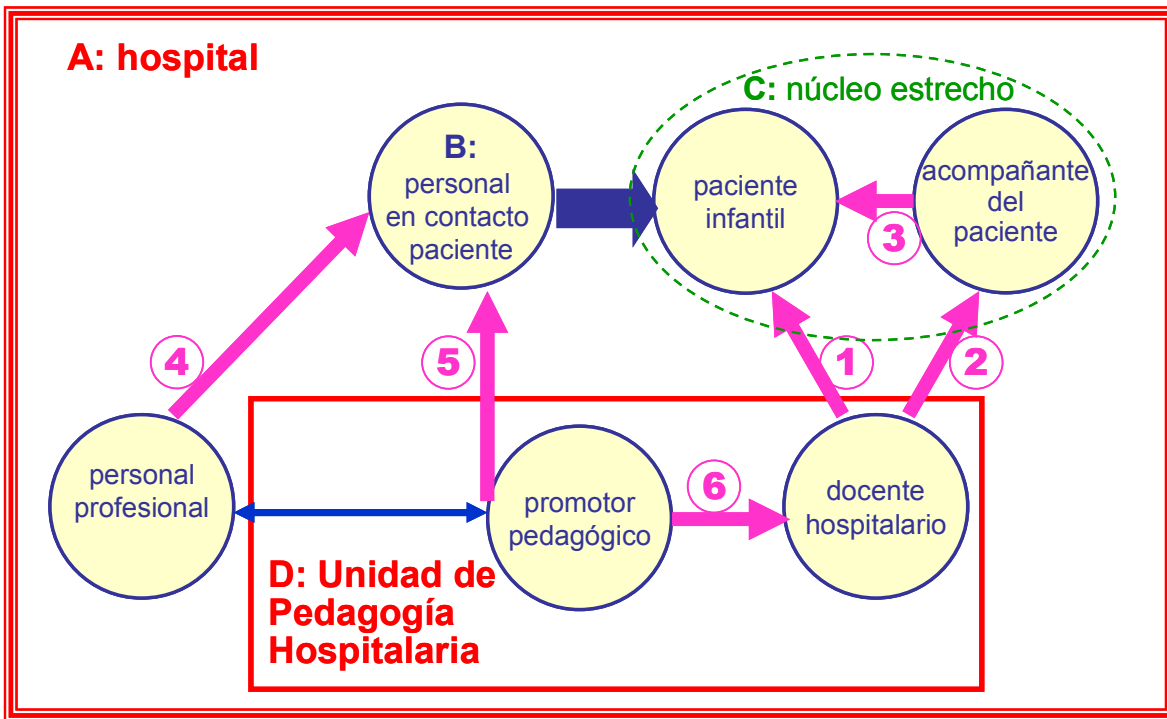 A: hospital
C: núcleo estrecho
B:
personal
en contacto
paciente
paciente
infantil
acompañante
del
paciente
3
4
5
1
2
personal
profesional
promotor
pedagógico
6
docente
hospitalario
D: Unidad de
Pedagogía
Hospitalaria